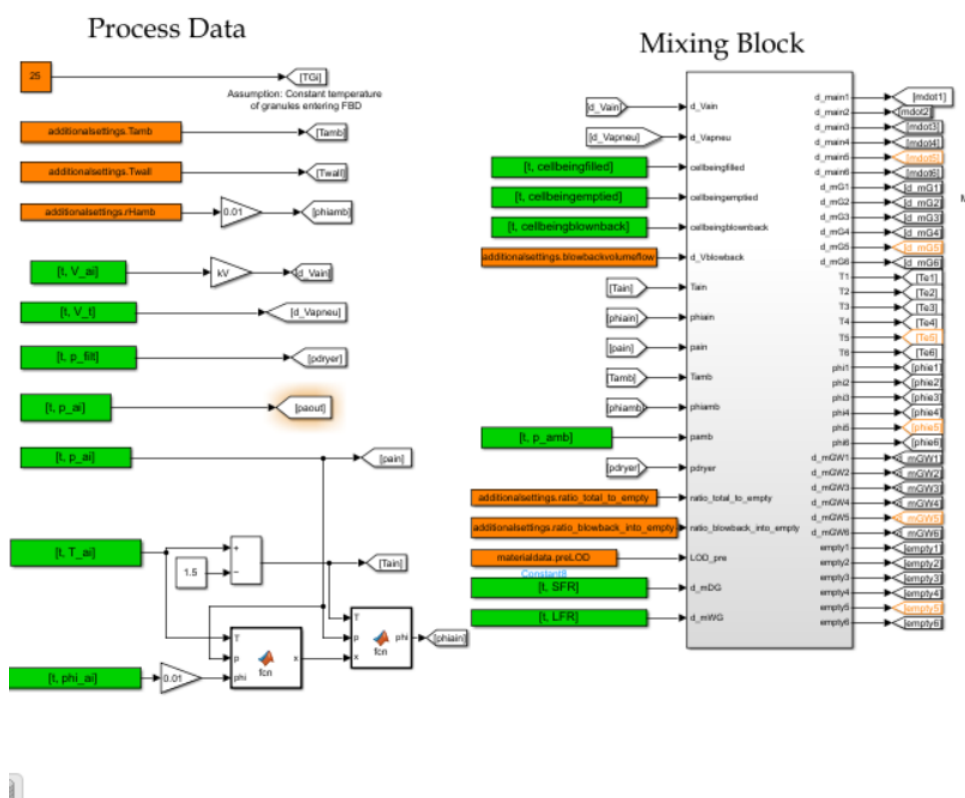 Process Data
25
[TGi]
Assumption: Constant temperature
of granules entering FBD
additionalsettings.Tamb
[Tamb]
additionalsettings.Twall
[Twall]
additionalsettings.rHamb
0.01
[phiamb]
[t, V_ai]
kV
[d_Vain]
[t, V_t]
[d_Vapneu]
[t, p_filt]
[pdryer]
[t, p_ai]
[paout]
[t, p_ai]
[pain]
[t, T_ai]
+
−
1.5
[Tain]
T
p
phi
fcn
x
T
p
x
fcn
phi
[phiain]
[t, phi_ai]
0.01
Mixing Block
[d_Vain]
d_Vain
[d_Vapneu]
d_Vapneu
[t, cellbeingfilled]
cellbeingfilled
[t, cellbeingemptied]
cellbeingemptied
[t, cellbeingblownback]
cellbeingblownback
additionalsettings.blowbackvolumeflow
d_Vblowback
[Tain]
Tain
[phiain]
phiain
[pain]
pain
[Tamb]
Tamb
[phiamb]
phiamb
[t, p_amb]
pamb
[pdryer]
pdryer
additionalsettings.ratio_total_to_empty
ratio_total_to_empty
additionalsettings.ratio_blowback_into_empty
ratio_blowback_into_empty
materialdata.preLOD
LOD_pre
Constant8
[t, SFR]
d_mDG
[t, LFR]
d_mWG
d_main1
[mdot1]
d_main2
[mdot2]
d_main3
[mdot3]
d_main4
[mdot4]
d_main5
[mdot5]
d_main6
[mdot6]
d_mG1
[d_mG1]
d_mG2
[d_mG2]
d_mG3
[d_mG3]
d_mG4
[d_mG4]
d_mG5
[d_mG5]
d_mG6
[d_mG6]
T1
[Te1]
T2
[Te2]
T3
[Te3]
T4
[Te4]
T5
[Te5]
T6
[Te6]
phi1
[phie1]
phi2
[phie2]
phi3
[phie3]
phi4
[phie4]
phi5
[phie5]
phi6
[phie6]
d_mGW1
[d_mGW1]
d_mGW2
[d_mGW2]
d_mGW3
[d_mGW3]
d_mGW4
[d_mGW4]
d_mGW5
[d_mGW5]
d_mGW6
[d_mGW6]
empty1
[empty1]
empty2
[empty2]
empty3
[empty3]
empty4
[empty4]
empty5
[empty5]
empty6
[empty6]